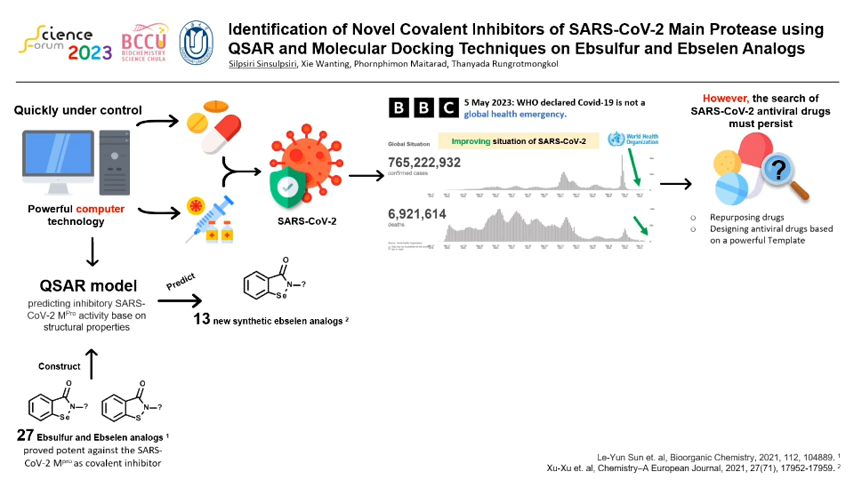 Science
Forum 2023
BCCU
BIOCHEMISTRY
SCIENCE CHULA
Identification of Novel Covalent Inhibitors of SARS-CoV-2 Main Protease using
QSAR and Molecular Docking Techniques on Ebsulfur and Ebselen Analogs
Silpsiri Sinsulpsiri, Xie Wanting, Phornphimon Maitarad, Thanyada Rungrotmongkol
Quickly under control
Powerful computer
technology
SARS-CoV-2
BBC
5 May 2023: WHO declared Covid-19 is not a
global health emergency.
Global Situation
Improving situation of SARS-CoV-2
World Health
Organization
765,222,932
confirmed cases
6,921,614
deaths
However, the search of
SARS-CoV-2 antiviral drugs
must persist
?
o Repurposing drugs
o Designing antiviral drugs based
on a powerful Template
QSAR model
predicting inhibitory SARS-
CoV-2 Mᴾʳᵒ activity based on
structural properties
Predict
O
N–?
Se
13 new synthetic ebselen analogs ²
Construct
O
N–?
Se
O
N–?
S
27 Ebsulfur and Ebselen analogs ¹
proved potent against the SARS-
CoV-2 Mᵖʳᵒ as covalent inhibitor
Le-Yun Sun et. al, Bioorganic Chemistry, 2021, 112, 104889. ¹
Xu-Xu et. al, Chemistry–A European Journal, 2021, 27(71), 17952-17959. ²